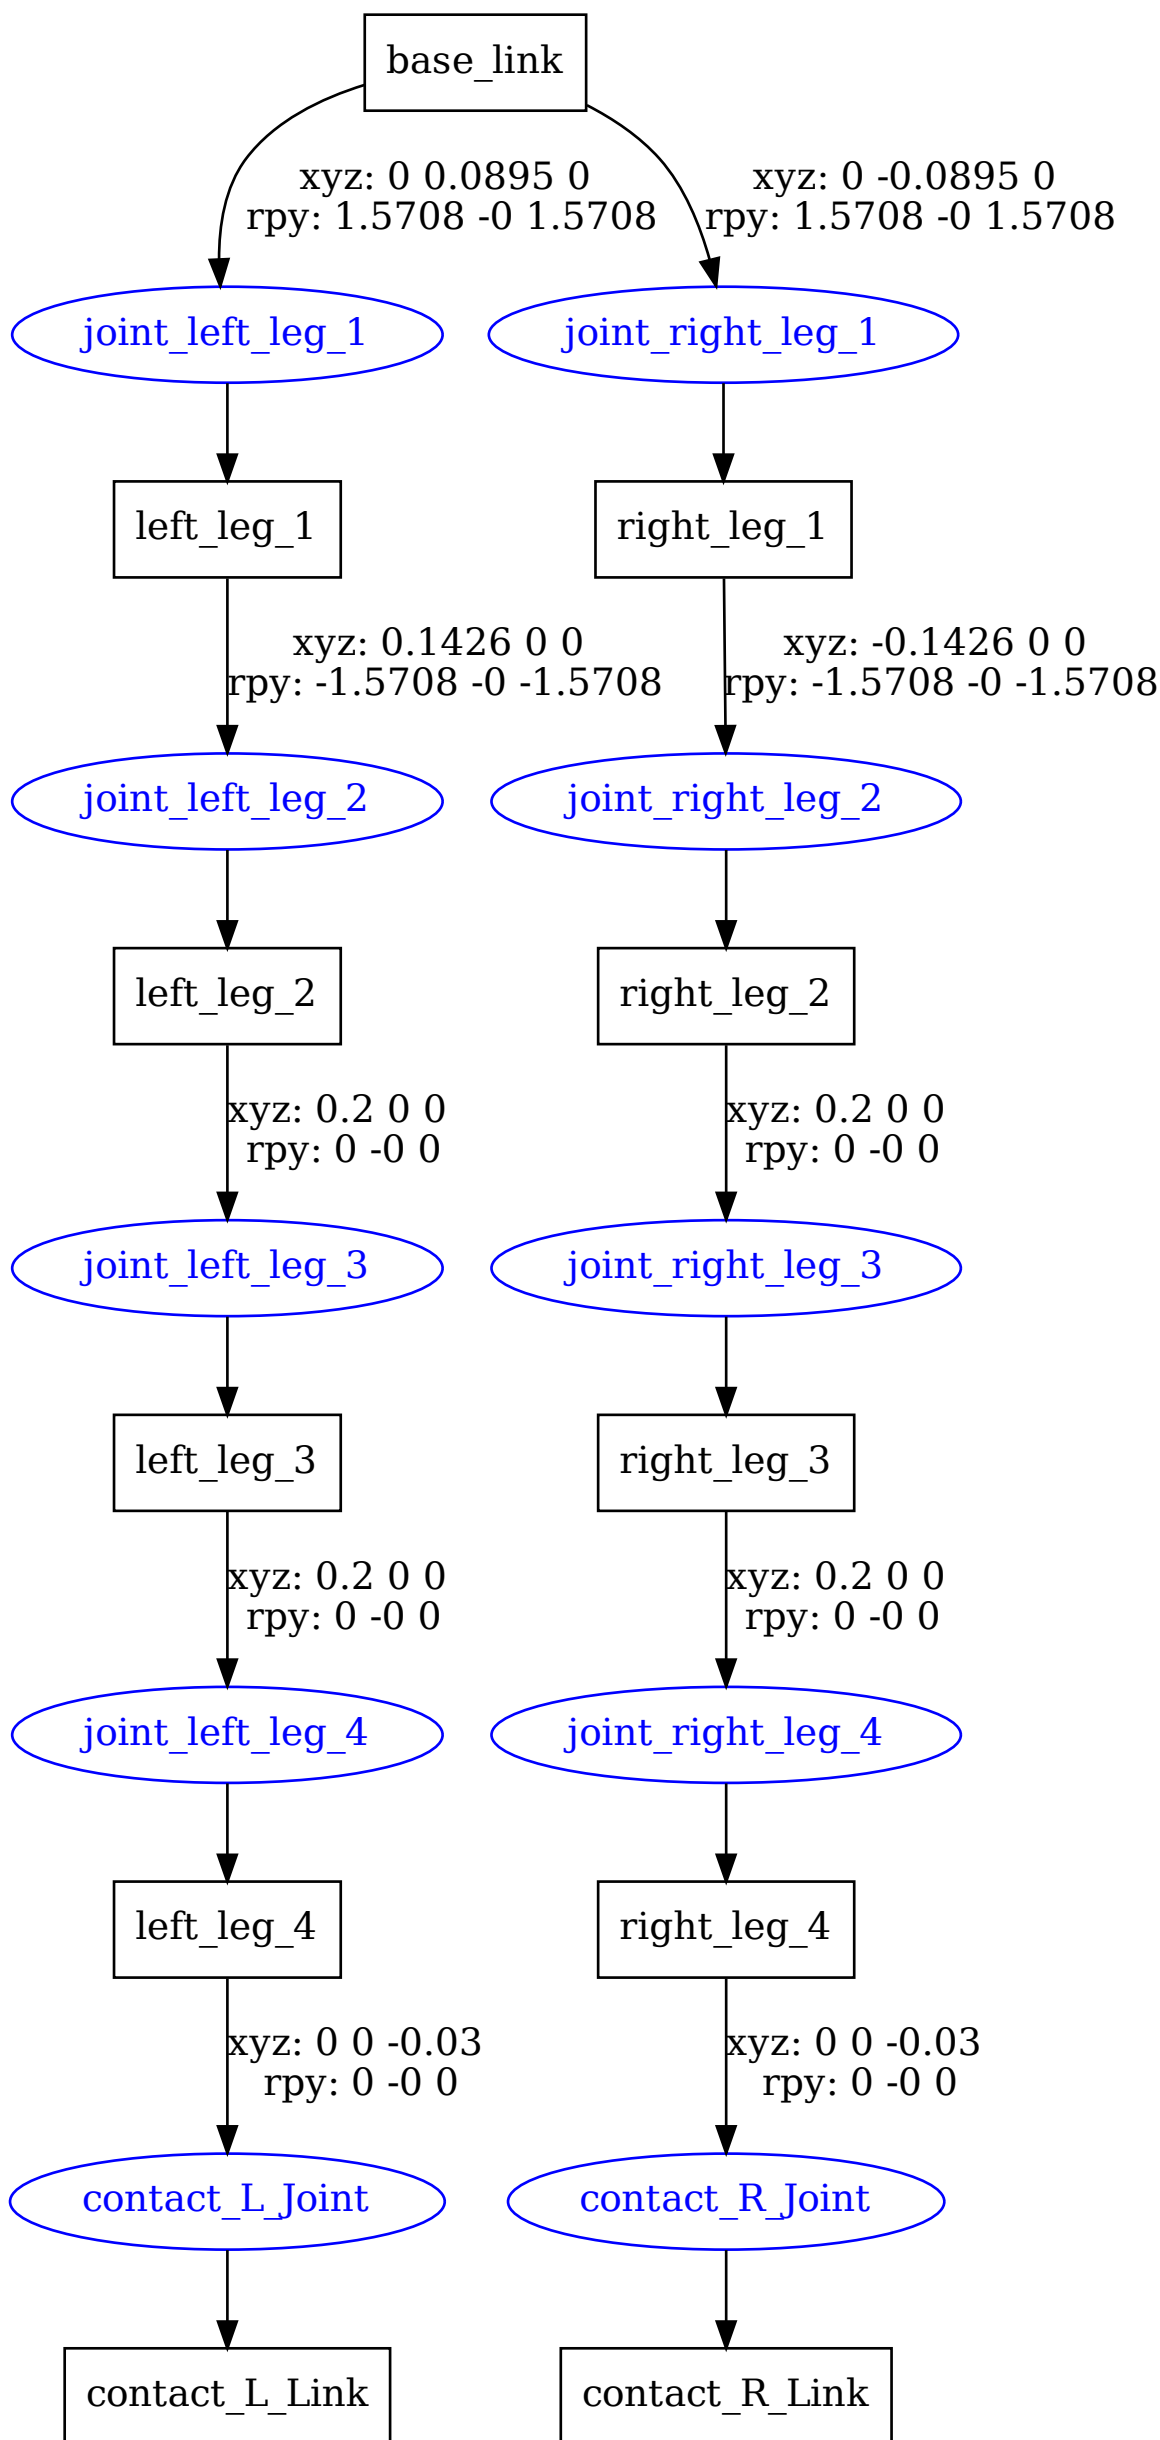 base_link
xyz: 0 0.0895 0
rpy: 1.5708 -0 1.5708
xyz: 0 -0.0895 0
rpy: 1.5708 -0 1.5708
joint_left_leg_1
joint_right_leg_1
left_leg_1
right_leg_1
xyz: 0.1426 0 0
rpy: -1.5708 -0 -1.5708
xyz: -0.1426 0 0
rpy: -1.5708 -0 -1.5708
joint_left_leg_2
joint_right_leg_2
left_leg_2
right_leg_2
xyz: 0.2 0 0
rpy: 0 -0 0
xyz: 0.2 0 0
rpy: 0 -0 0
joint_left_leg_3
joint_right_leg_3
left_leg_3
right_leg_3
xyz: 0.2 0 0
rpy: 0 -0 0
xyz: 0.2 0 0
rpy: 0 -0 0
joint_left_leg_4
joint_right_leg_4
left_leg_4
right_leg_4
xyz: 0 0 -0.03
rpy: 0 -0 0
xyz: 0 0 -0.03
rpy: 0 -0 0
contact_L_Joint
contact_R_Joint
contact_L_Link
contact_R_Link